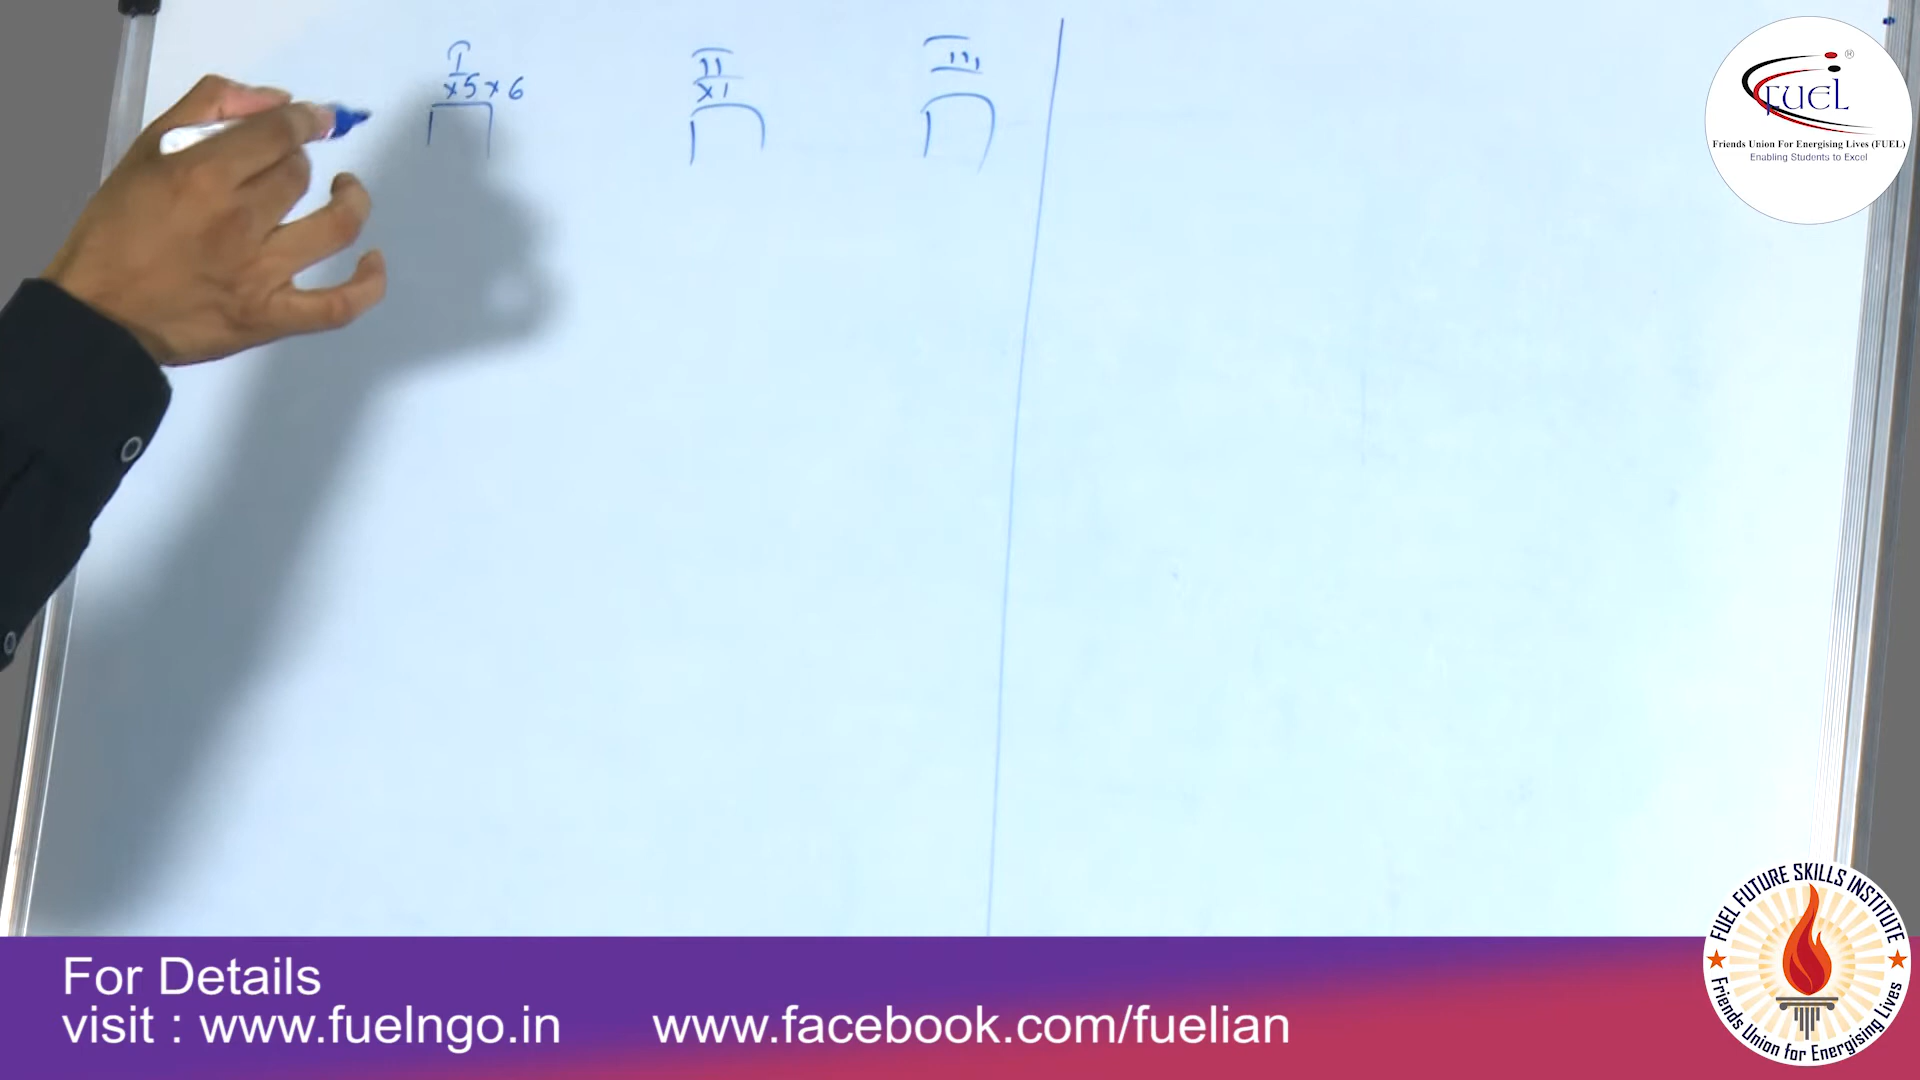 I II III
x5x6 x1
FUEL ®
Friends Union For Energising Lives (FUEL)
Enabling Students to Excel
FUEL FUTURE SKILLS INSTITUTE
Friends Union for Energising Lives
For Details
visit : www.fuelngo.in www.facebook.com/fuelian